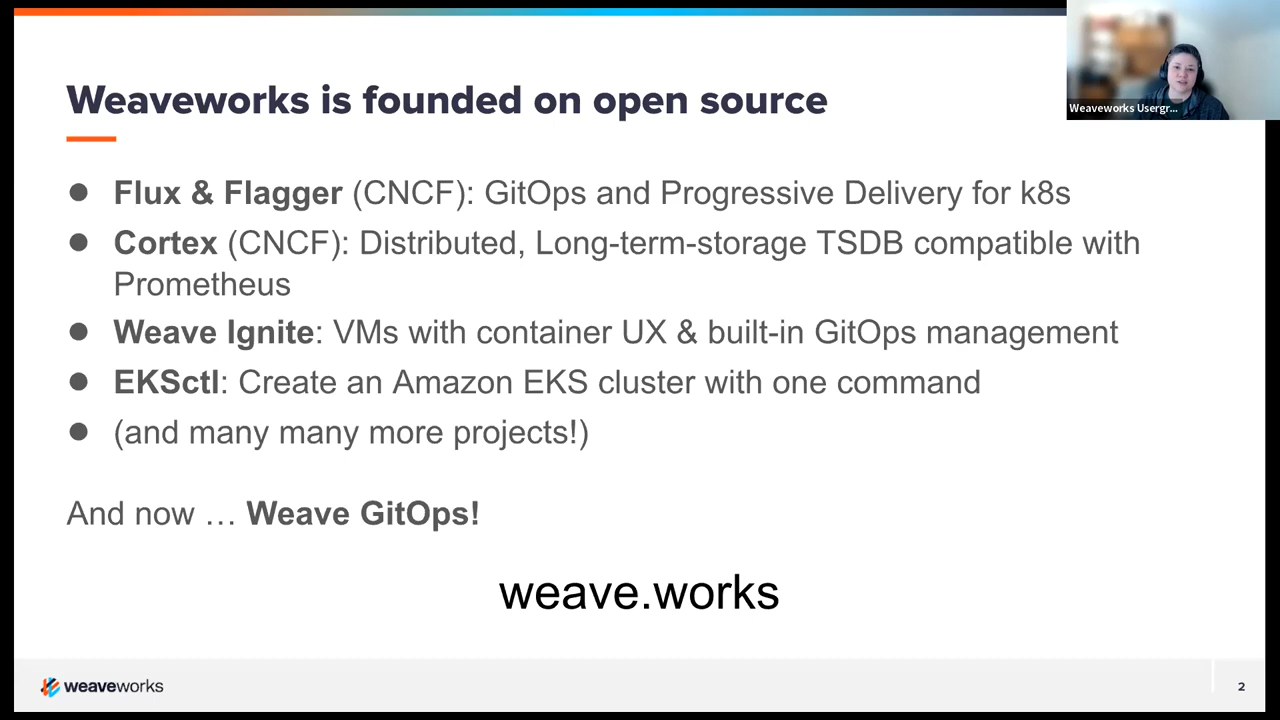 Weaveworks is founded on open source
Weaveworks Usergr...
● Flux & Flagger (CNCF): GitOps and Progressive Delivery for k8s
● Cortex (CNCF): Distributed, Long-term-storage TSDB compatible with
Prometheus
● Weave Ignite: VMs with container UX & built-in GitOps management
● EKSctl: Create an Amazon EKS cluster with one command
● (and many many more projects!)
And now … Weave GitOps!
weave.works
weaveworks
2